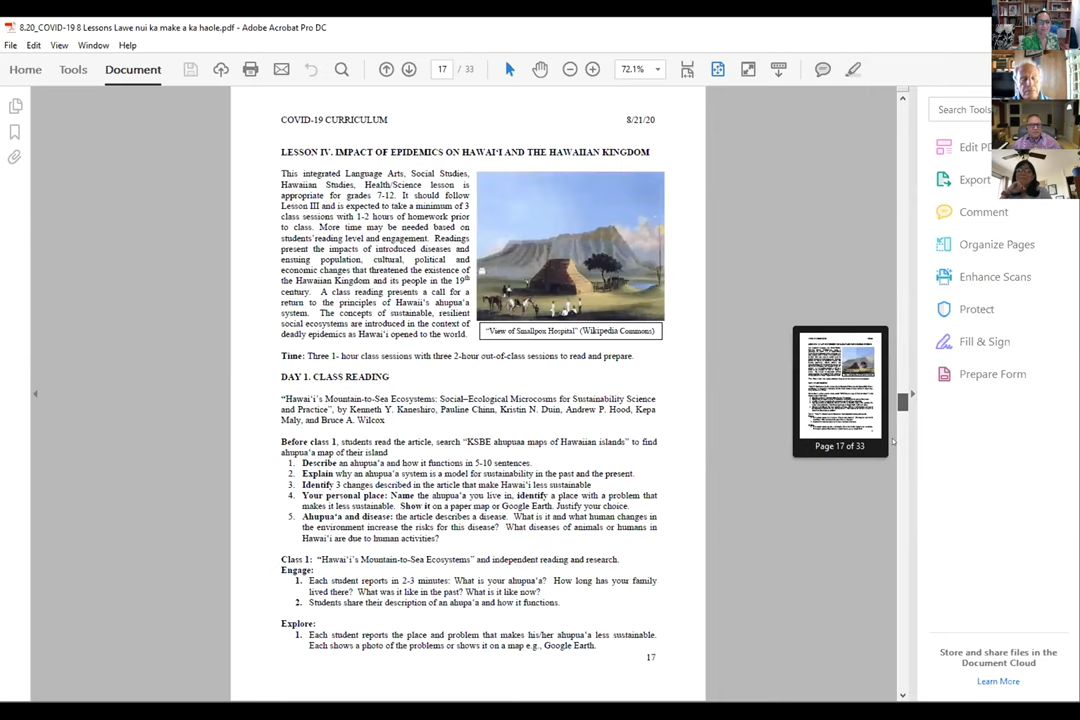 8.20_COVID-19 8 Lessons Lawe nui ka make a ka haole.pdf - Adobe Acrobat Pro DC
File Edit View Window Help
Home Tools Document 17 / 33 72.1%
Search Tools
Edit PD
Export
Comment
Organize Pages
Enhance Scans
Protect
Fill & Sign
Prepare Form
Store and share files in the
Document Cloud
Learn More
Page 17 of 33
COVID-19 CURRICULUM 8/21/20
LESSON IV. IMPACT OF EPIDEMICS ON HAWAI‘I AND THE HAWAIIAN KINGDOM
This integrated Language Arts, Social Studies,
Hawaiian Studies, Health/Science lesson is
appropriate for grades 7-12. It should follow
Lesson III and is expected to take a minimum of 3
class sessions with 1-2 hours of homework prior
to class. More time may be needed based on
students'reading level and engagement. Readings
present the impacts of introduced diseases and
ensuing population, cultural, political and
economic changes that threatened the existence of
the Hawaiian Kingdom and its people in the 19th
century. A class reading presents a call for a
return to the principles of Hawaii's ahupua‘a
system. The concepts of sustainable, resilient
social ecosystems are introduced in the context of
deadly epidemics as Hawai‘i opened to the world.
"View of Smallpox Hospital" (Wikipedia Commons)
Time: Three 1- hour class sessions with three 2-hour out-of-class sessions to read and prepare.
DAY 1. CLASS READING
“Hawai‘i’s Mountain-to-Sea Ecosystems: Social–Ecological Microcosms for Sustainability Science
and Practice”, by Kenneth Y. Kaneshiro, Pauline Chinn, Kristin N. Duin, Andrew P. Hood, Kepa
Maly, and Bruce A. Wilcox
Before class 1, students read the article, search "KSBE ahupuaa maps of Hawaiian islands" to find
ahupua‘a map of their island
1. Describe an ahupua‘a and how it functions in 5-10 sentences.
2. Explain why an ahupua‘a system is a model for sustainability in the past and the present.
3. Identify 3 changes described in the article that make Hawai‘i less sustainable
4. Your personal place: Name the ahupua‘a you live in, identify a place with a problem that
makes it less sustainable. Show it on a paper map or Google Earth. Justify your choice.
5. Ahupua‘a and disease: the article describes a disease. What is it and what human changes in
the environment increase the risks for this disease? What diseases of animals or humans in
Hawai‘i are due to human activities?
Class 1: “Hawai‘i’s Mountain-to-Sea Ecosystems” and independent reading and research.
Engage:
1. Each student reports in 2-3 minutes: What is your ahupua‘a? How long has your family
lived there? What was it like in the past? What is it like now?
2. Students share their description of an ahupa‘a and how it functions.
Explore:
1. Each student reports the place and problem that makes his/her ahupua‘a less sustainable.
Each shows a photo of the problems or shows it on a map e.g., Google Earth.
17